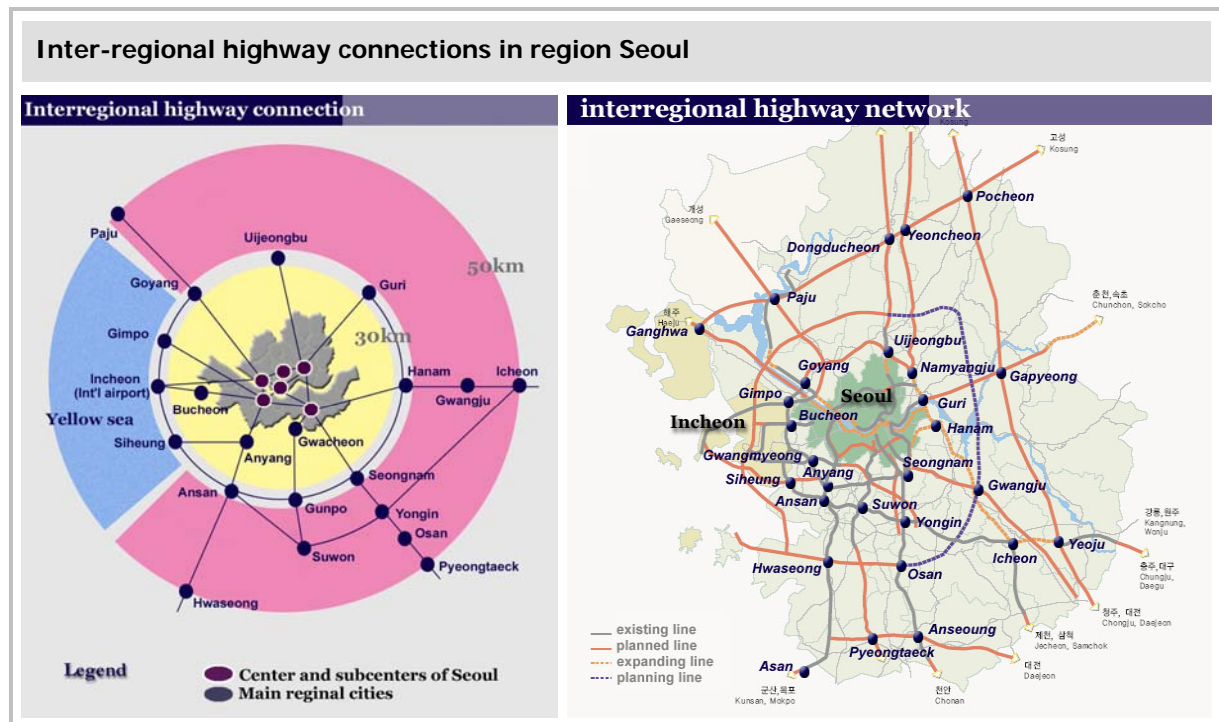 Inter-regional highway connections in region Seoul
Interregional highway connection
Paju
Uijeongbu
Goyang
50km
Guri
Gimpo
30km
Incheon
(Int'l airport)
Hanam
Icheon
Bucheon
Gwangju
Yellow sea
Siheung
Gwacheon
Anyang
Seongnam
Ansan
Gunpo
Yongin
Osan
Suwon
Pyeongtaeck
Hwaseong
Legend
Center and subcenters of Seoul
Main reginal cities
interregional highway network
Kosung
고성
Kosung
Pocheon
개성
Gaeseong
Yeoncheon
Dongducheon
춘천,속초
Chunchon, Sokcho
Paju
해주
Haeju
Ganghwa
Uijeongbu
Goyang
Namyangju
Gapyeong
Gimpo
Seoul
Guri
Bucheon
Incheon
Hanam
Gwangmyeong
Seongnam
Anyang
Siheung
Gwangju
Ansan
Suwon
강릉,원주
Kangnung,
Wonju
Yongin
Icheon
Yeoju
Hwaseong
Osan
충주,대구
Chungju,
Daegu
청주, 대전
Chongju, Daejeon
제천, 삼척
Jecheon, Samchok
existing line
planned line
expanding line
planning line
Anseoung
Pyeongtaeck
Asan
대전
Daejeon
군산,목포
Kunsan, Mokpo
천안
Chonan